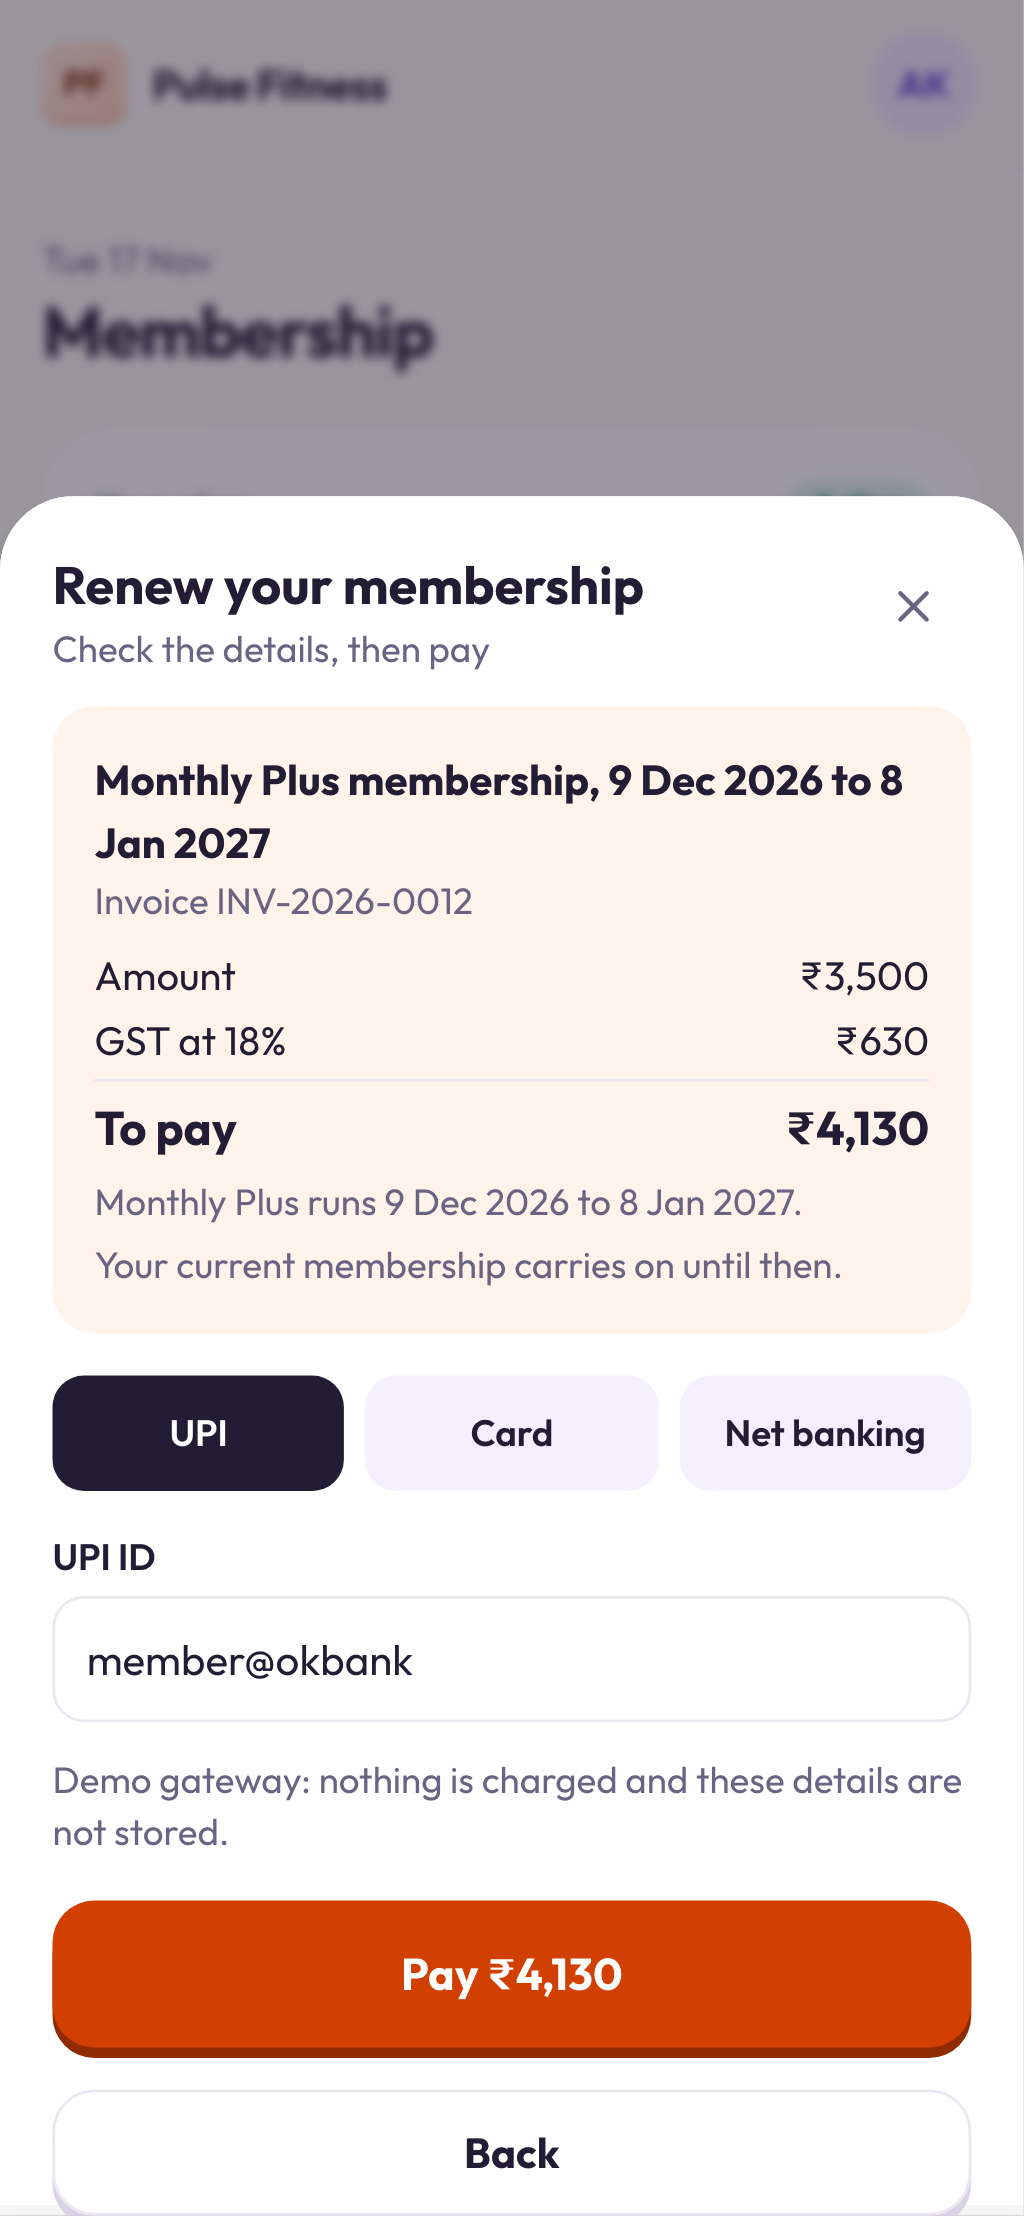 PF
Pulse Fitness
AK
Tue 17 Nov
Membership
Renew your membership
Check the details, then pay
Monthly Plus membership, 9 Dec 2026 to 8
Jan 2027
Invoice INV-2026-0012
Amount ₹3,500
GST at 18% ₹630
To pay ₹4,130
Monthly Plus runs 9 Dec 2026 to 8 Jan 2027.
Your current membership carries on until then.
UPI Card Net banking
UPI ID
member@okbank
Demo gateway: nothing is charged and these details are
not stored.
Pay ₹4,130
Back